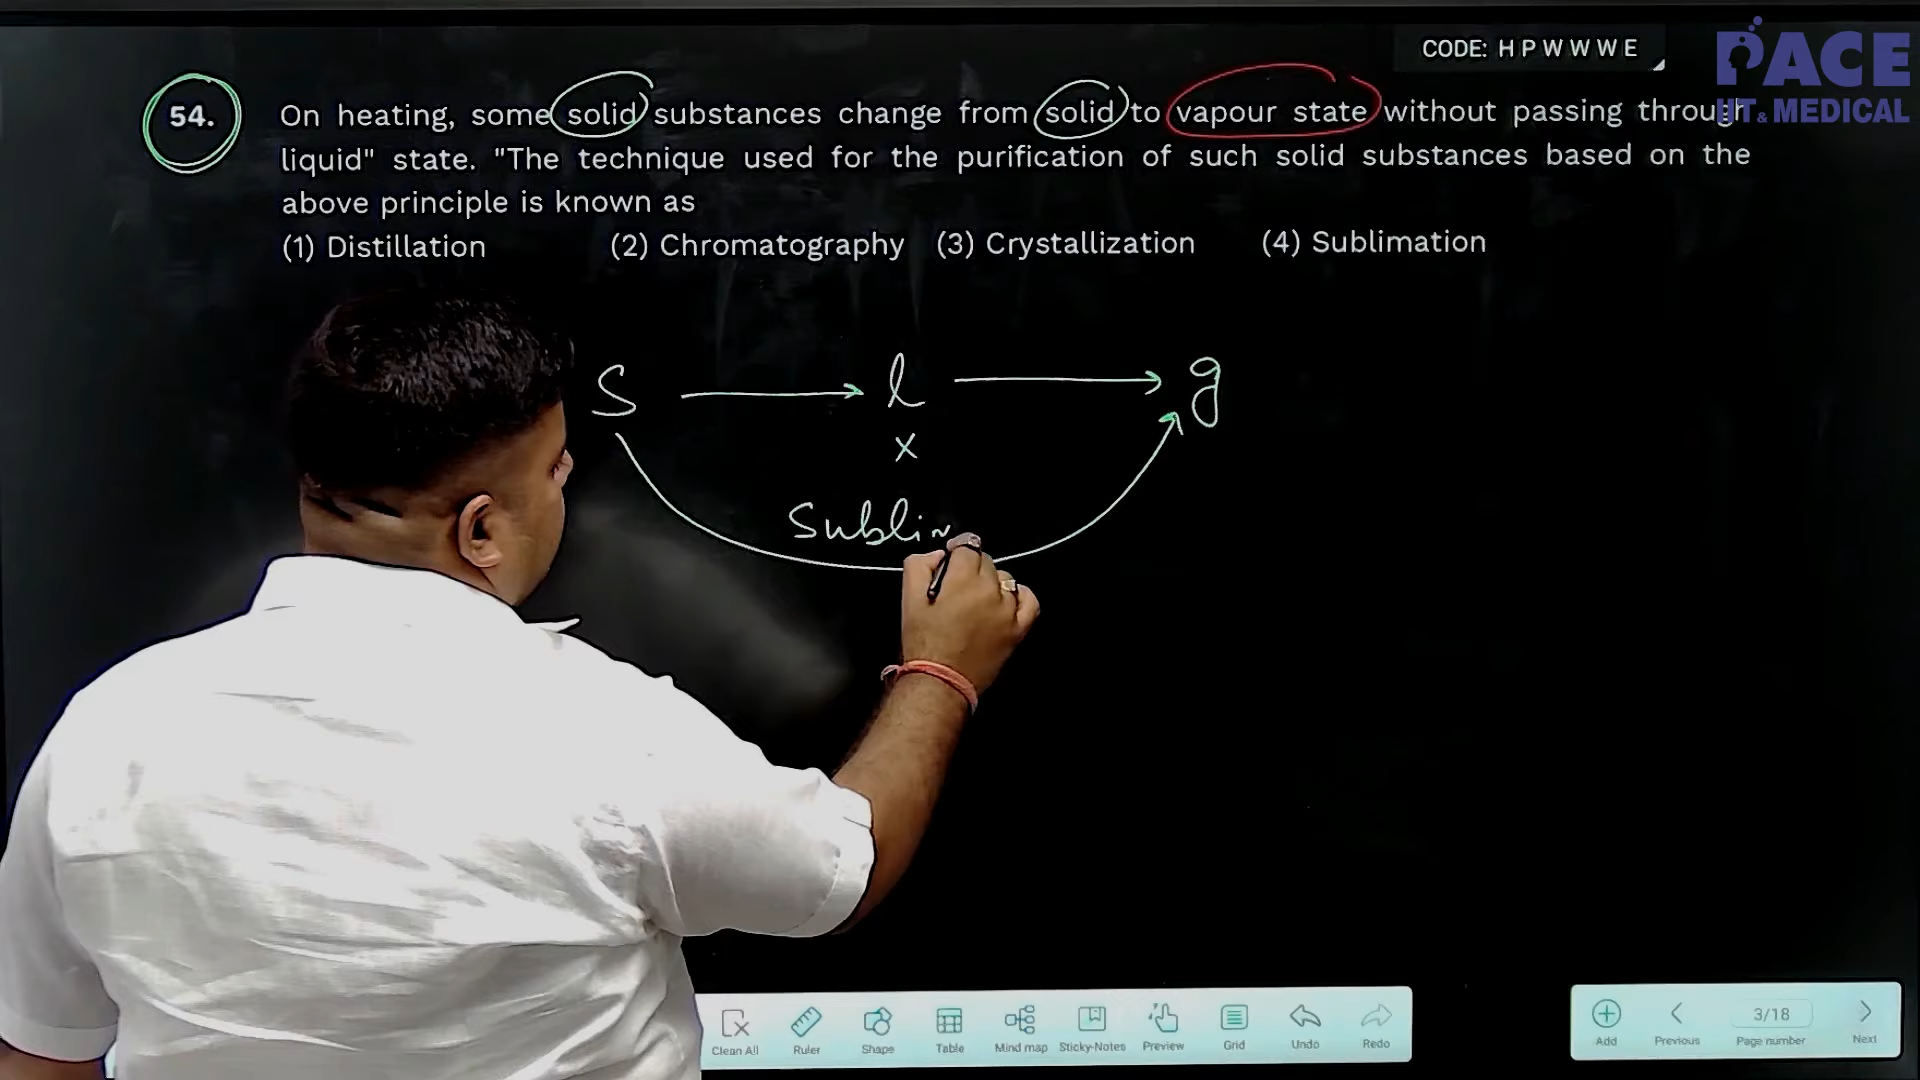 CODE: H P W W W E
PACE
IIT & MEDICAL
54. On heating, some solid substances change from solid to vapour state without passing through
liquid" state. "The technique used for the purification of such solid substances based on the
above principle is known as
(1) Distillation (2) Chromatography (3) Crystallization (4) Sublimation
S l g
x
Sublim
Clean All Ruler Shape Table Mind map Sticky-Notes Preview Grid Undo Redo
Add Previous 3/18 Page number Next